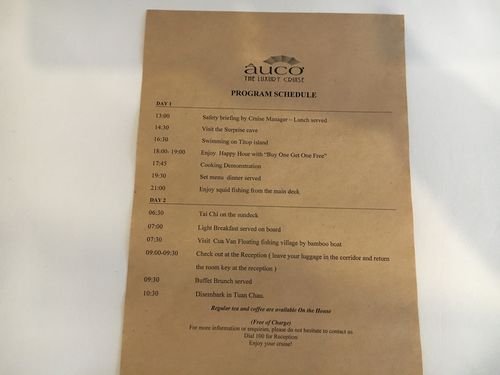 âuco
THE LUXURY CRUISE
PROGRAM SCHEDULE
DAY 1
13:00 Safety briefing by Cruise Manager – Lunch served
14:30 Visit the Surprise cave
16:30 Swimming on Titop island
18:00- 19:00 Enjoy Happy Hour with "Buy One Get One Free"
17:45 Cooking Demonstration
19:30 Set menu dinner served
21:00 Enjoy squid fishing from the main deck
DAY 2
06:30 Tai Chi on the sundeck
07:00 Light Breakfast served on board
07:30 Visit Cua Van Floating fishing village by bamboo boat
09:00-09:30 Check out at the Reception ( leave your luggage in the corridor and return
the room key at the reception )
09:30 Buffet Brunch served
10:30 Disembark in Tuan Chau.
Regular tea and coffee are available On the House
(Free of Charge)
For more information or enquiries, please do not hesitate to contact us
Dial 100 for Reception
Enjoy your cruise!